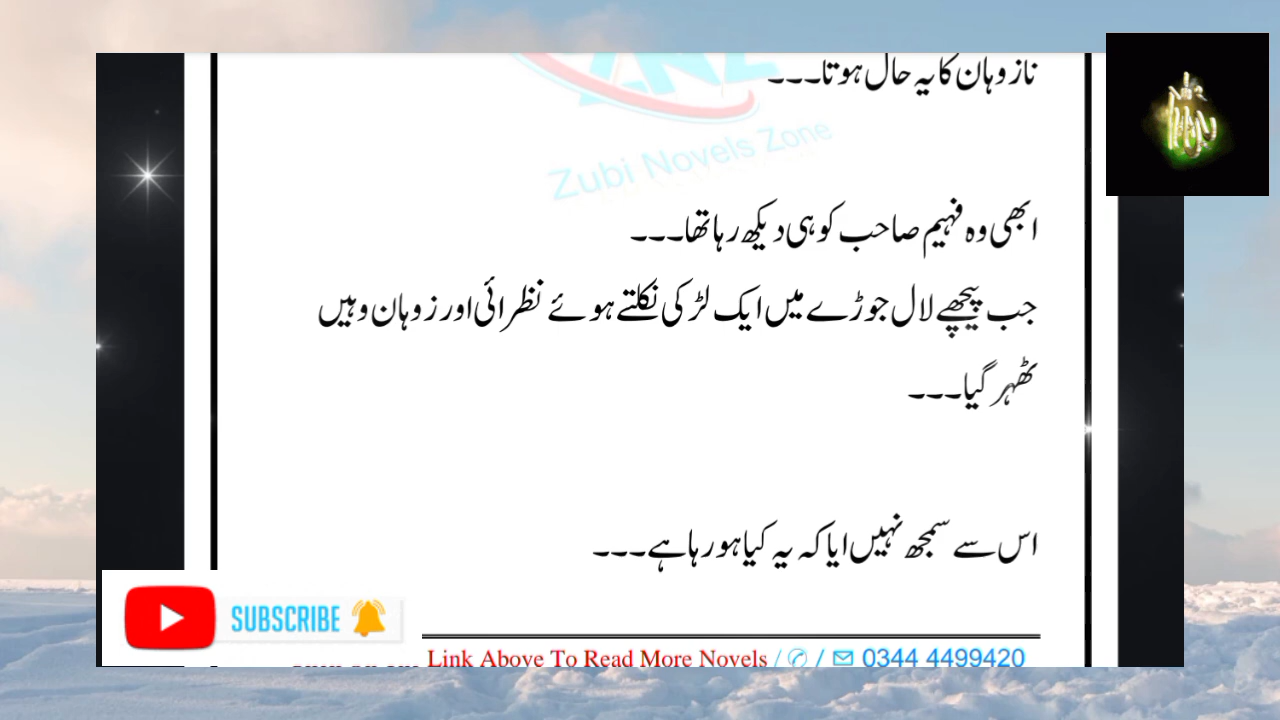 ناز وہان کا یہ حال ہوتا۔۔۔
Zubi Novels Zone
ابھی وہ فہیم صاحب کو ہی دیکھ رہا تھا۔۔۔
جب پیچھے لال جوڑے میں ایک لڑکی نکلتے ہوئے نظر ائی اور زوہان وہیں
ٹھہر گیا۔۔۔
اس سے سمجھ نہیں ایا کہ یہ کیا ہو رہا ہے۔۔۔
SUBSCRIBE
Link Above To Read More Novels / / 0344 4499420